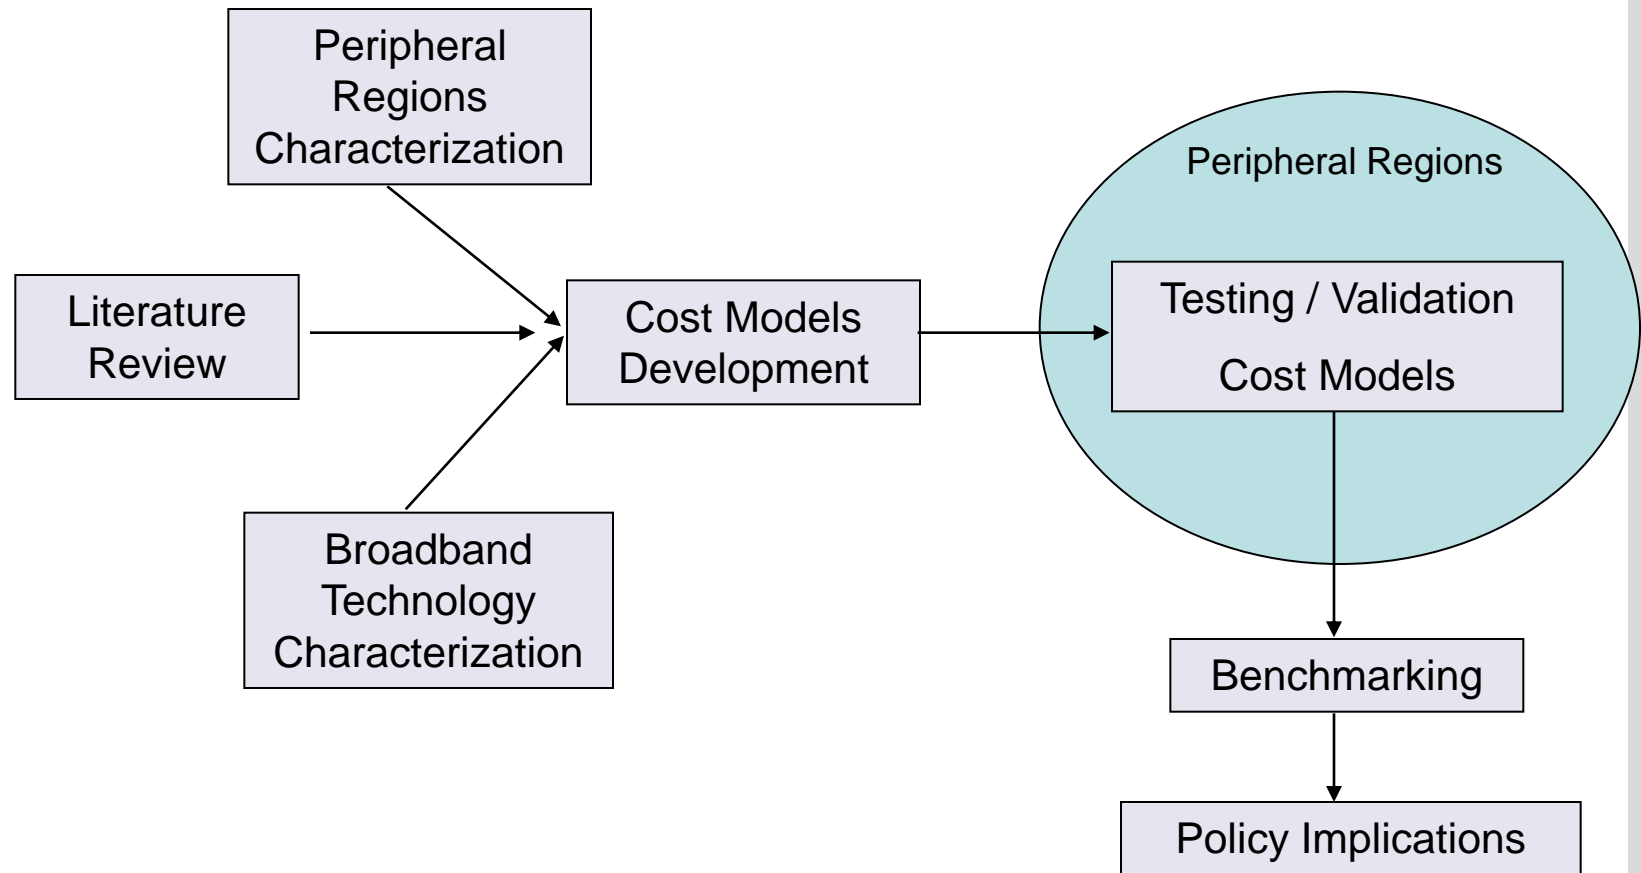 Peripheral
Regions
Characterization
Literature
Review
Broadband
Technology
Characterization
Cost Models
Development
Peripheral Regions
Testing / Validation
Cost Models
Benchmarking
Policy Implications